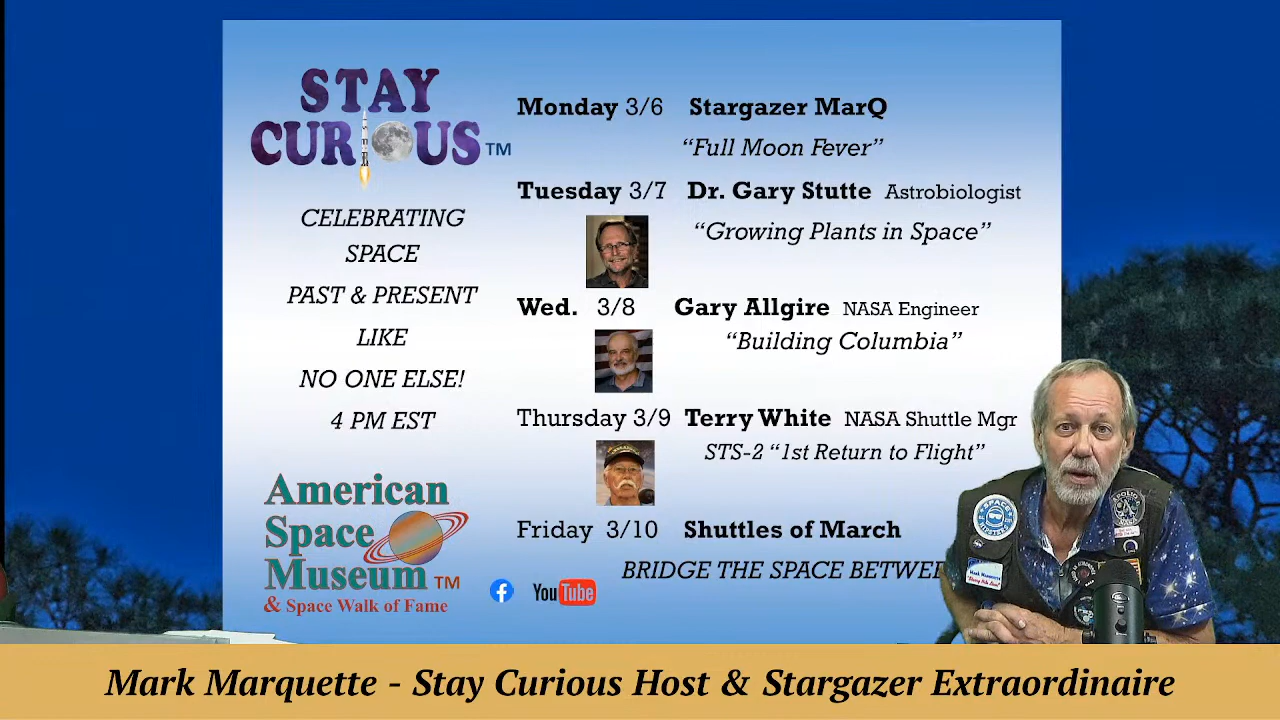 STAY
CURIOUS™
CELEBRATING
SPACE
PAST & PRESENT
LIKE
NO ONE ELSE!
4 PM EST
American
Space
Museum™
& Space Walk of Fame
Monday 3/6 Stargazer MarQ
“Full Moon Fever”
Tuesday 3/7 Dr. Gary Stutte Astrobiologist
“Growing Plants in Space”
Wed. 3/8 Gary Allgire NASA Engineer
“Building Columbia”
Thursday 3/9 Terry White NASA Shuttle Mgr
STS-2 “1st Return to Flight”
Friday 3/10 Shuttles of March
BRIDGE THE SPACE
f YouTube
Mark Marquette - Stay Curious Host & Stargazer Extraordinaire